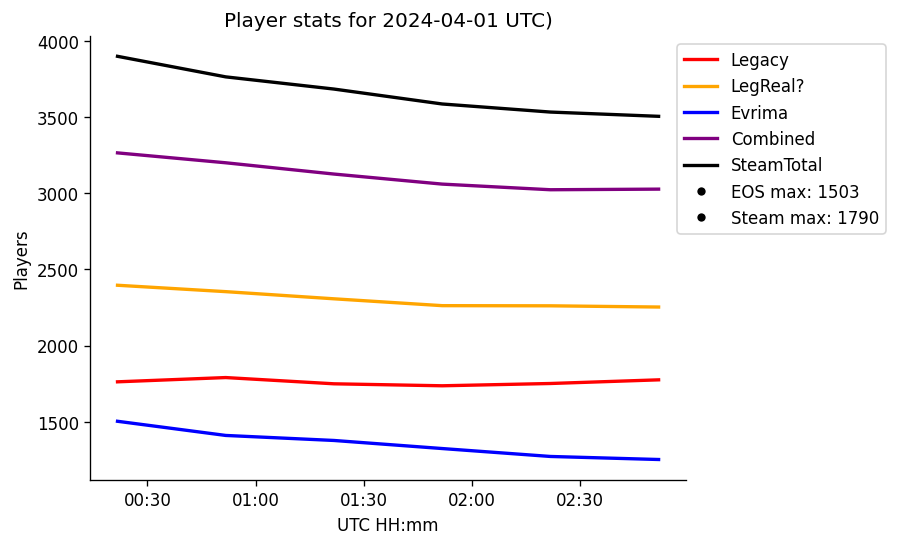 Player stats for 2024-04-01 UTC)
4000
3500
3000
2500
2000
1500
Players
00:30
01:00
01:30
02:00
02:30
UTC HH:mm
Legacy
LegReal?
Evrima
Combined
SteamTotal
EOS max: 1503
Steam max: 1790